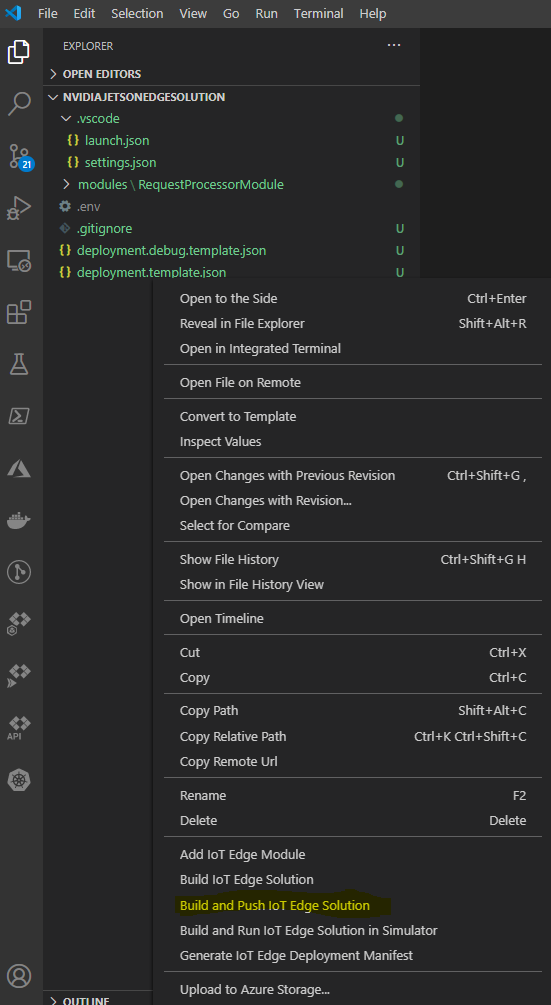 File Edit Selection View Go Run Terminal Help
EXPLORER ...
OPEN EDITORS
NVIDIAJETSONEDGESOLUTION
.vscode
{} launch.json U
21
{} settings.json U
modules \ RequestProcessorModule
.env
.gitignore U
{} deployment.debug.template.json U
{} deployment.template.json U
Open to the Side Ctrl+Enter
Reveal in File Explorer Shift+Alt+R
Open in Integrated Terminal
Open File on Remote
Convert to Template
Inspect Values
Open Changes with Previous Revision Ctrl+Shift+G ,
Open Changes with Revision...
Select for Compare
Show File History Ctrl+Shift+G H
Show in File History View
Open Timeline
Cut Ctrl+X
Copy Ctrl+C
Copy Path Shift+Alt+C
Copy Relative Path Ctrl+K Ctrl+Shift+C
API
Copy Remote Url
Rename F2
Delete Delete
Add IoT Edge Module
Build IoT Edge Solution
Build and Push IoT Edge Solution
Build and Run IoT Edge Solution in Simulator
Generate IoT Edge Deployment Manifest
Upload to Azure Storage...
OUTLINE